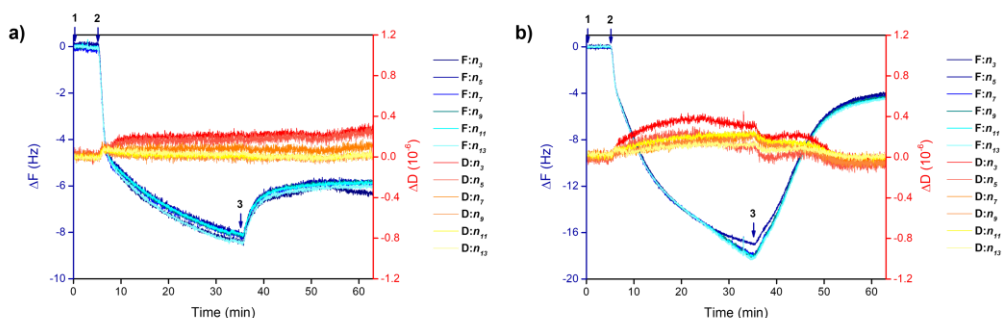 a)
1 2
0
-2
-4
-6
-8
-10
ΔF (Hz)
1.2
0.8
0.4
0.0
-0.4
-0.8
-1.2
ΔD (10⁻⁶)
3
0 10 20 30 40 50 60
Time (min)
F:n₃
F:n₅
F:n₇
F:n₉
F:n₁₁
F:n₁₃
D:n₃
D:n₅
D:n₇
D:n₉
D:n₁₁
D:n₁₃
b)
1 2
0
-4
-8
-12
-16
-20
ΔF (Hz)
1.2
0.8
0.4
0.0
-0.4
-0.8
-1.2
ΔD (10⁻⁶)
3
0 10 20 30 40 50 60
Time (min)
F:n₃
F:n₅
F:n₇
F:n₉
F:n₁₁
F:n₁₃
D:n₃
D:n₅
D:n₇
D:n₉
D:n₁₁
D:n₁₃